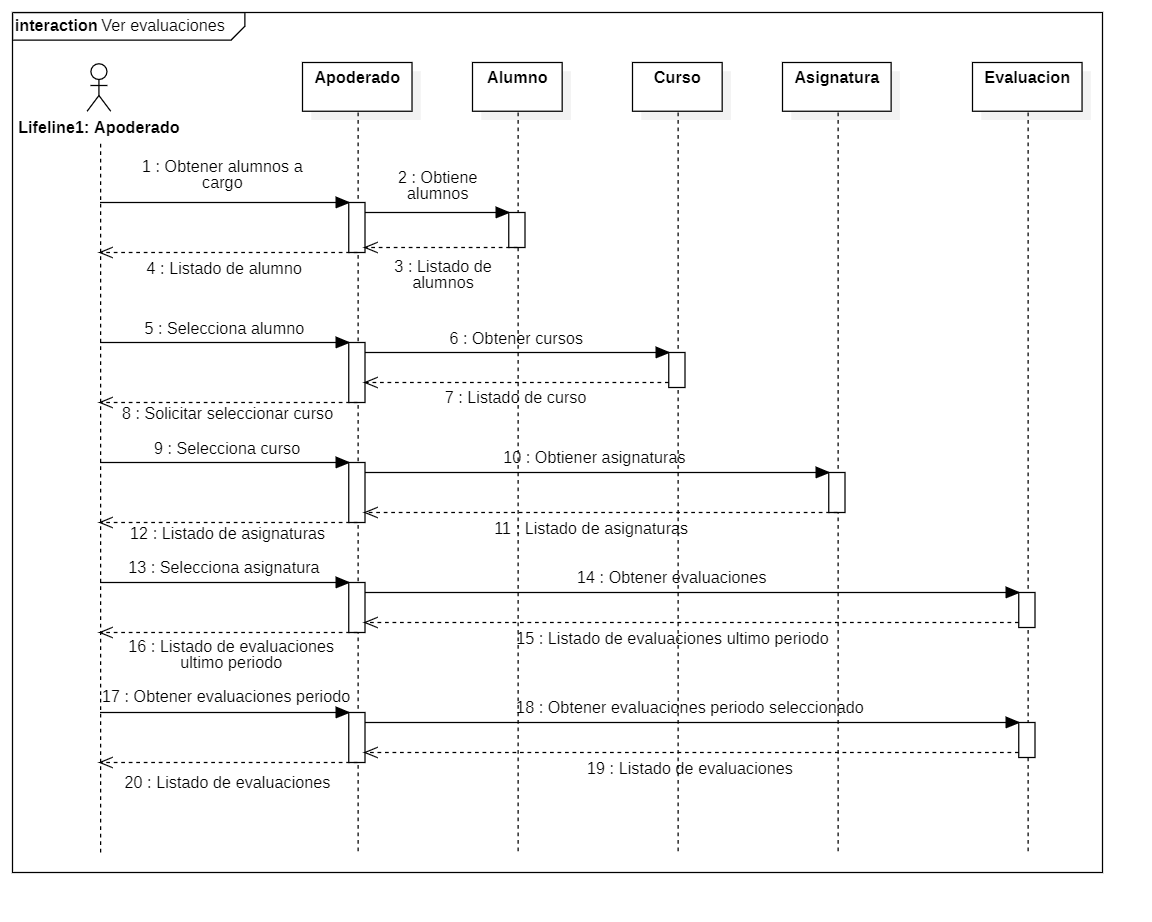 interaction Ver evaluaciones
Apoderado
Alumno
Curso
Asignatura
Evaluacion
Lifeline1: Apoderado
1 : Obtener alumnos a
cargo
2 : Obtiene
alumnos
3 : Listado de
alumnos
4 : Listado de alumno
5 : Selecciona alumno
6 : Obtener cursos
7 : Listado de curso
8 : Solicitar seleccionar curso
9 : Selecciona curso
10 : Obtiener asignaturas
11 : Listado de asignaturas
12 : Listado de asignaturas
13 : Selecciona asignatura
14 : Obtener evaluaciones
15 : Listado de evaluaciones ultimo periodo
16 : Listado de evaluaciones
ultimo periodo
17 : Obtener evaluaciones periodo
18 : Obtener evaluaciones periodo seleccionado
19 : Listado de evaluaciones
20 : Listado de evaluaciones